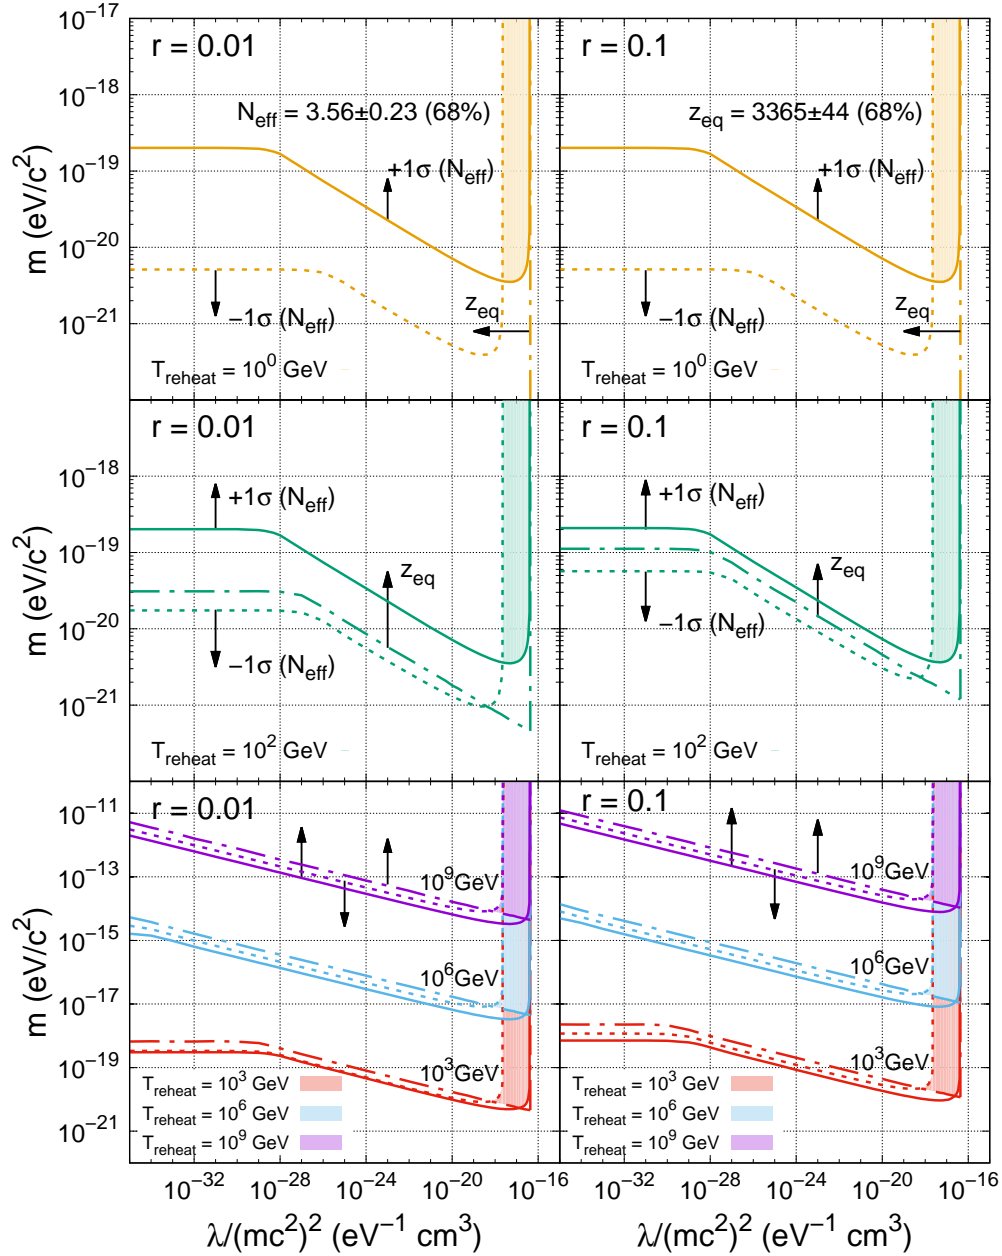 r = 0.01
N_eff = 3.56±0.23 (68%)
+1σ (N_eff)
−1σ (N_eff)
z_eq
T_reheat = 10^0 GeV
r = 0.1
z_eq = 3365±44 (68%)
+1σ (N_eff)
−1σ (N_eff)
z_eq
T_reheat = 10^0 GeV
10^−17
10^−18
10^−19
10^−20
10^−21
m (eV/c^2)
r = 0.01
+1σ (N_eff)
z_eq
−1σ (N_eff)
T_reheat = 10^2 GeV
r = 0.1
+1σ (N_eff)
z_eq
−1σ (N_eff)
T_reheat = 10^2 GeV
10^−18
10^−19
10^−20
10^−21
m (eV/c^2)
r = 0.01
10^9GeV
10^6GeV
10^3GeV
T_reheat = 10^3 GeV
T_reheat = 10^6 GeV
T_reheat = 10^9 GeV
r = 0.1
10^9GeV
10^6GeV
10^3GeV
T_reheat = 10^3 GeV
T_reheat = 10^6 GeV
T_reheat = 10^9 GeV
10^−11
10^−13
10^−15
10^−17
10^−19
10^−21
m (eV/c^2)
10^−32 10^−28 10^−24 10^−20 10^−16
10^−32 10^−28 10^−24 10^−20 10^−16
λ/(mc^2)^2 (eV^−1 cm^3)
λ/(mc^2)^2 (eV^−1 cm^3)